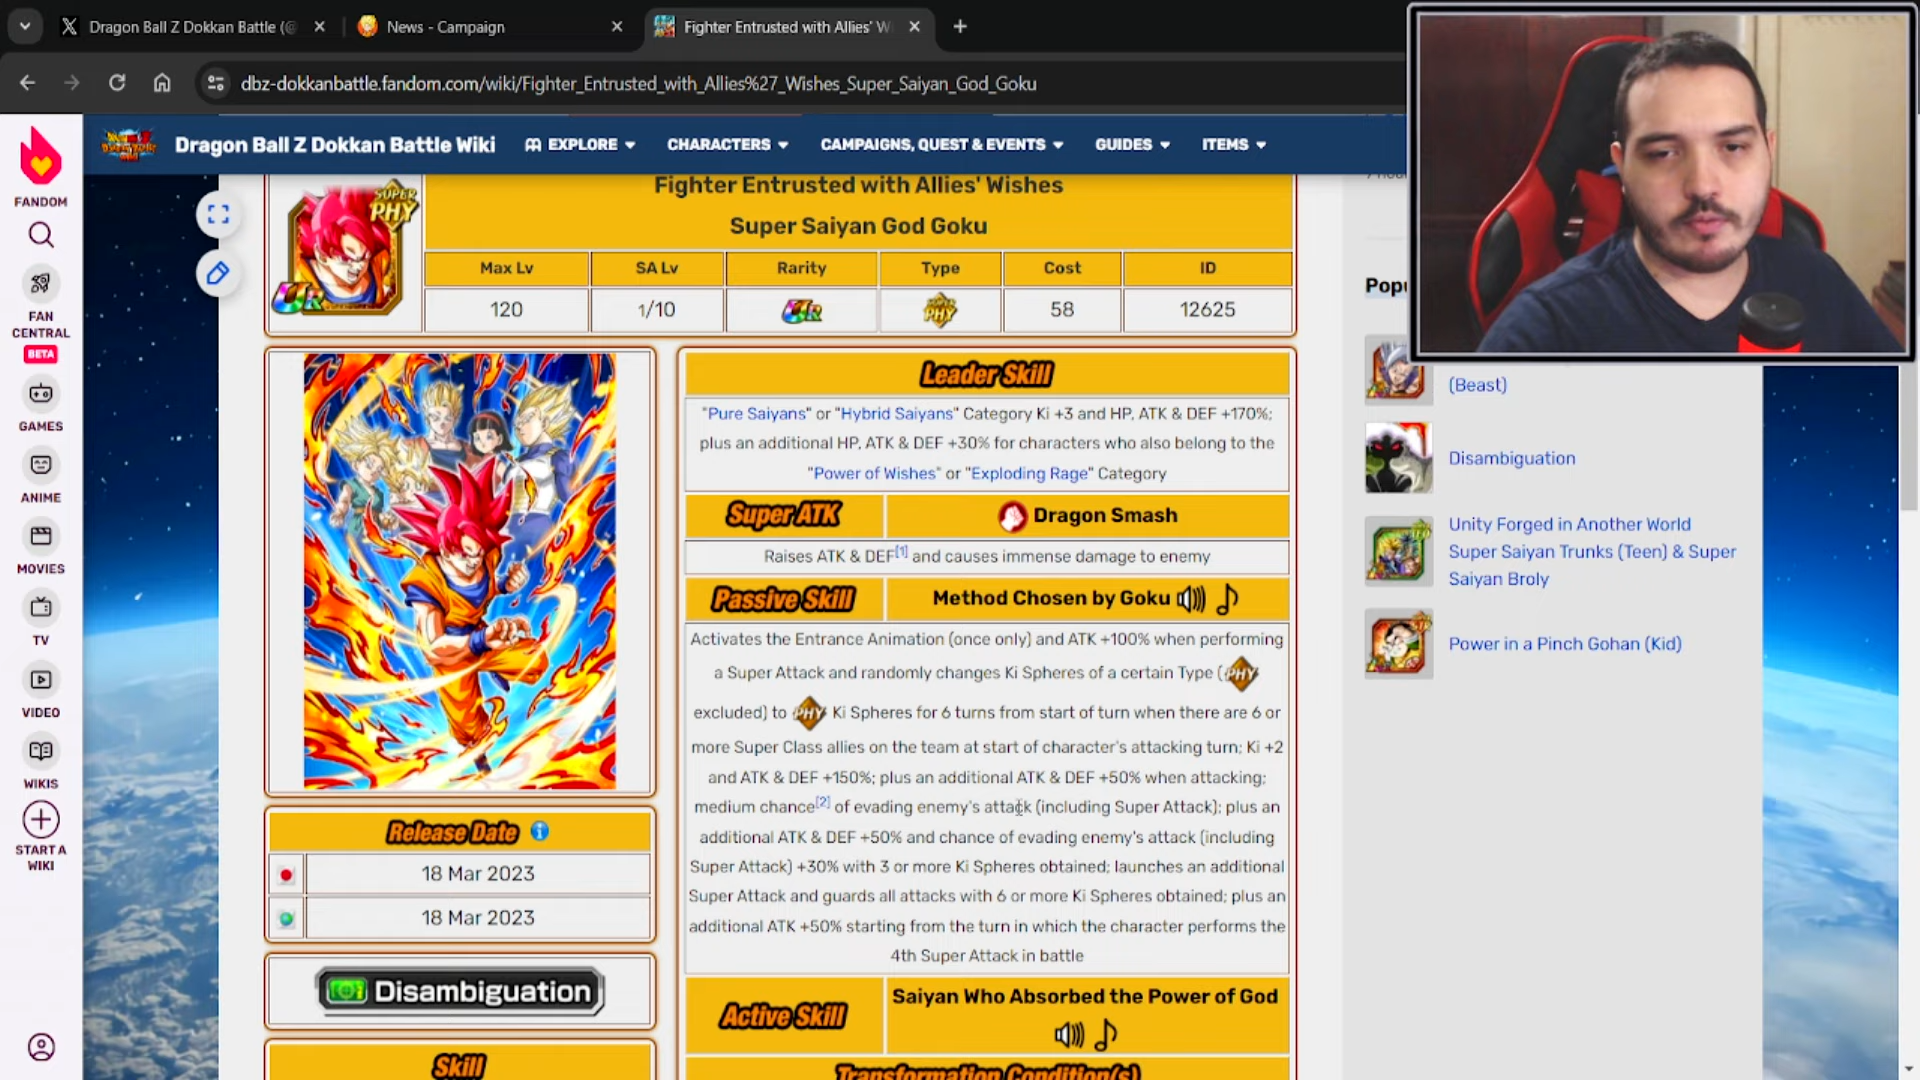 Dragon Ball Z Dokkan Battle (@
News - Campaign
Fighter Entrusted with Allies' W
dbz-dokkanbattle.fandom.com/wiki/Fighter_Entrusted_with_Allies%27_Wishes_Super_Saiyan_God_Goku
Dragon Ball Z Dokkan Battle Wiki
EXPLORE
CHARACTERS
CAMPAIGNS, QUEST & EVENTS
GUIDES
ITEMS
FANDOM
FAN
CENTRAL
BETA
GAMES
ANIME
MOVIES
TV
VIDEO
WIKIS
START A
WIKI
SUPER
PHY
UR
Fighter Entrusted with Allies' Wishes
Super Saiyan God Goku
Max Lv
SA Lv
Rarity
Type
Cost
ID
120
1/10
UR
SUPER PHY
58
12625
Leader Skill
"Pure Saiyans" or "Hybrid Saiyans" Category Ki +3 and HP, ATK & DEF +170%;
plus an additional HP, ATK & DEF +30% for characters who also belong to the
"Power of Wishes" or "Exploding Rage" Category
Super ATK
Dragon Smash
Raises ATK & DEF[1] and causes immense damage to enemy
Passive Skill
Method Chosen by Goku
Activates the Entrance Animation (once only) and ATK +100% when performing
a Super Attack and randomly changes Ki Spheres of a certain Type (PHY
excluded) to PHY Ki Spheres for 6 turns from start of turn when there are 6 or
more Super Class allies on the team at start of character's attacking turn; Ki +2
and ATK & DEF +150%; plus an additional ATK & DEF +50% when attacking;
medium chance[2] of evading enemy's attack (including Super Attack); plus an
additional ATK & DEF +50% and chance of evading enemy's attack (including
Super Attack) +30% with 3 or more Ki Spheres obtained; launches an additional
Super Attack and guards all attacks with 6 or more Ki Spheres obtained; plus an
additional ATK +50% starting from the turn in which the character performs the
4th Super Attack in battle
Active Skill
Saiyan Who Absorbed the Power of God
Transformation Condition(s)
Release Date
18 Mar 2023
18 Mar 2023
Disambiguation
Skill
Popu
(Beast)
Disambiguation
Unity Forged in Another World
Super Saiyan Trunks (Teen) & Super
Saiyan Broly
Power in a Pinch Gohan (Kid)